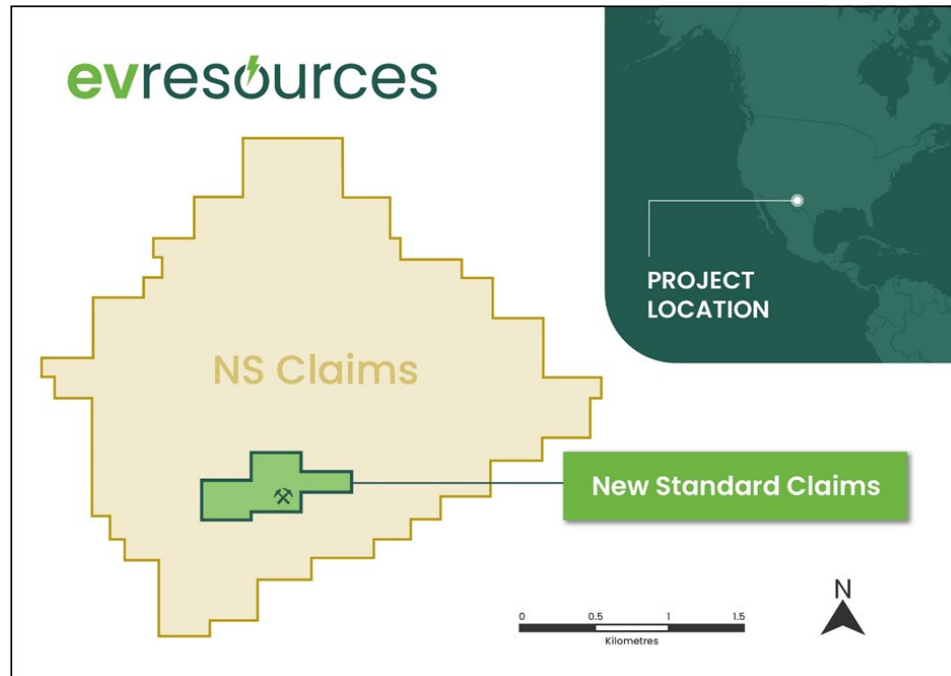 evresources
PROJECT
LOCATION
NS Claims
New Standard Claims
N
0 0.5 1 1.5
Kilometres